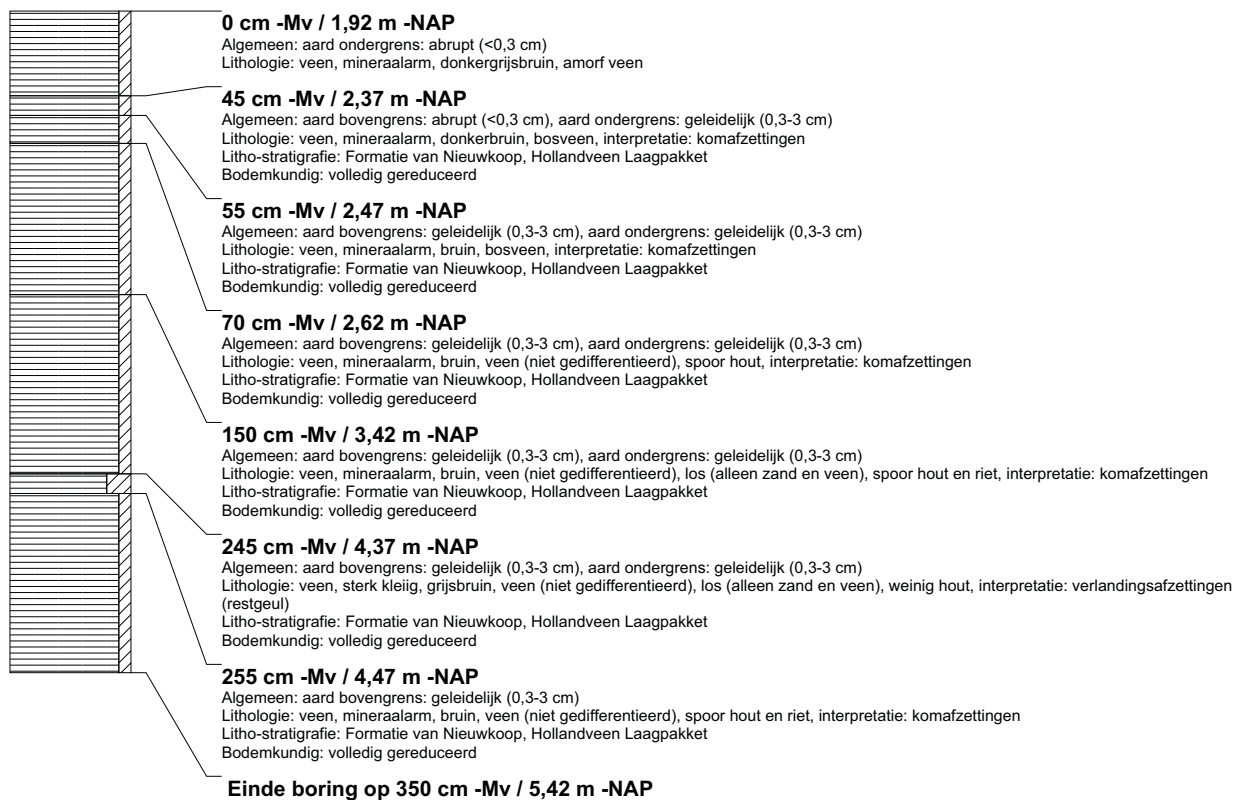 0 cm -Mv / 1,92 m -NAP
Algemeen: aard ondergrens: abrupt (<0,3 cm)
Lithologie: veen, mineraalarm, donkergrijsbruin, amorf veen
45 cm -Mv / 2,37 m -NAP
Algemeen: aard bovengrens: abrupt (<0,3 cm), aard ondergrens: geleidelijk (0,3-3 cm)
Lithologie: veen, mineraalarm, donkerbruin, bosveen, interpretatie: komafzettingen
Litho-stratigrafie: Formatie van Nieuwkoop, Hollandveen Laagpakket
Bodemkundig: volledig gereduceerd
55 cm -Mv / 2,47 m -NAP
Algemeen: aard bovengrens: geleidelijk (0,3-3 cm), aard ondergrens: geleidelijk (0,3-3 cm)
Lithologie: veen, mineraalarm, bruin, bosveen, interpretatie: komafzettingen
Litho-stratigrafie: Formatie van Nieuwkoop, Hollandveen Laagpakket
Bodemkundig: volledig gereduceerd
70 cm -Mv / 2,62 m -NAP
Algemeen: aard bovengrens: geleidelijk (0,3-3 cm), aard ondergrens: geleidelijk (0,3-3 cm)
Lithologie: veen, mineraalarm, bruin, veen (niet gedifferentieerd), spoor hout, interpretatie: komafzettingen
Litho-stratigrafie: Formatie van Nieuwkoop, Hollandveen Laagpakket
Bodemkundig: volledig gereduceerd
150 cm -Mv / 3,42 m -NAP
Algemeen: aard bovengrens: geleidelijk (0,3-3 cm), aard ondergrens: geleidelijk (0,3-3 cm)
Lithologie: veen, mineraalarm, bruin, veen (niet gedifferentieerd), los (alleen zand en veen), spoor hout en riet, interpretatie: komafzettingen
Litho-stratigrafie: Formatie van Nieuwkoop, Hollandveen Laagpakket
Bodemkundig: volledig gereduceerd
245 cm -Mv / 4,37 m -NAP
Algemeen: aard bovengrens: geleidelijk (0,3-3 cm), aard ondergrens: geleidelijk (0,3-3 cm)
Lithologie: veen, sterk kleiig, grijsbruin, veen (niet gedifferentieerd), los (alleen zand en veen), weinig hout, interpretatie: verlandingsafzettingen
(restgeul)
Litho-stratigrafie: Formatie van Nieuwkoop, Hollandveen Laagpakket
Bodemkundig: volledig gereduceerd
255 cm -Mv / 4,47 m -NAP
Algemeen: aard bovengrens: geleidelijk (0,3-3 cm)
Lithologie: veen, mineraalarm, bruin, veen (niet gedifferentieerd), spoor hout en riet, interpretatie: komafzettingen
Litho-stratigrafie: Formatie van Nieuwkoop, Hollandveen Laagpakket
Bodemkundig: volledig gereduceerd
Einde boring op 350 cm -Mv / 5,42 m -NAP